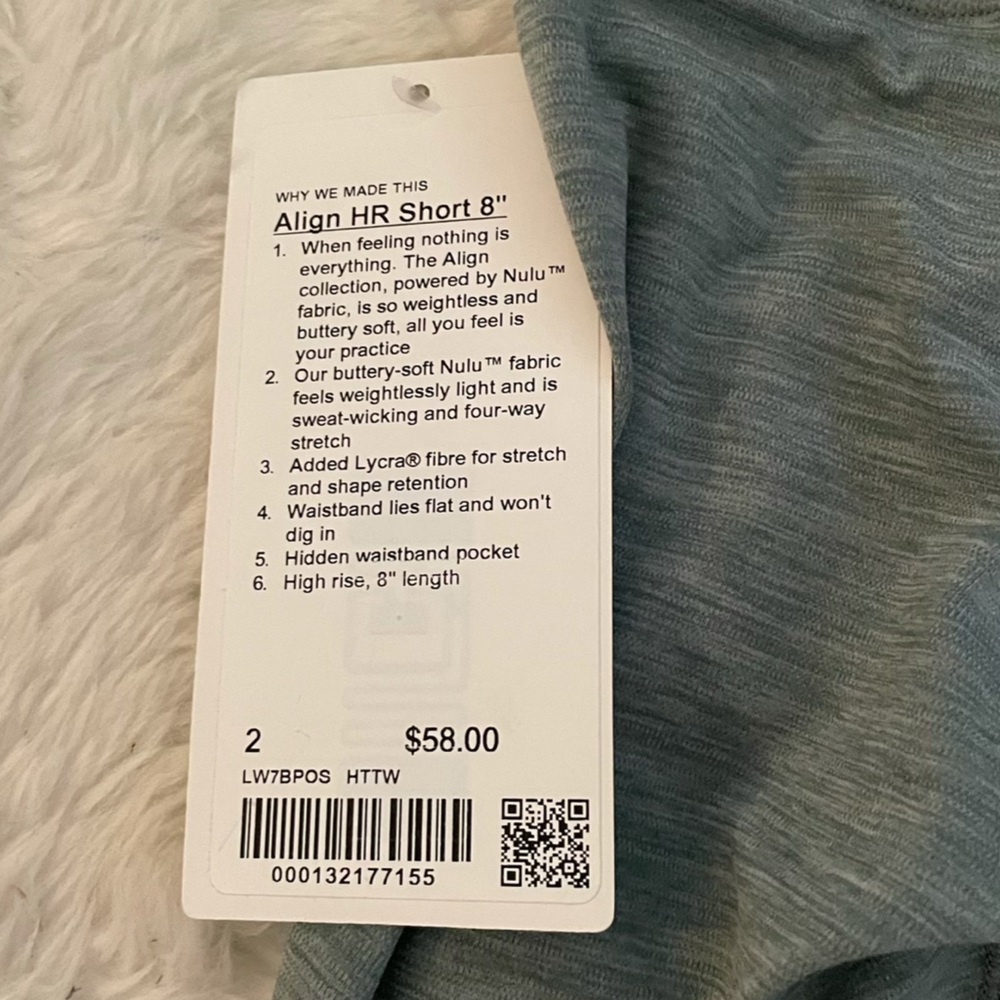 WHY WE MADE THIS
Align HR Short 8"
1. When feeling nothing is
everything. The Align
collection, powered by Nulu™
fabric, is so weightless and
buttery soft, all you feel is
your practice
2. Our buttery-soft Nulu™ fabric
feels weightlessly light and is
sweat-wicking and four-way
stretch
3. Added Lycra® fibre for stretch
and shape retention
4. Waistband lies flat and won't
dig in
5. Hidden waistband pocket
6. High rise, 8" length
2 $58.00
LW7BPOS HTTW
000132177155